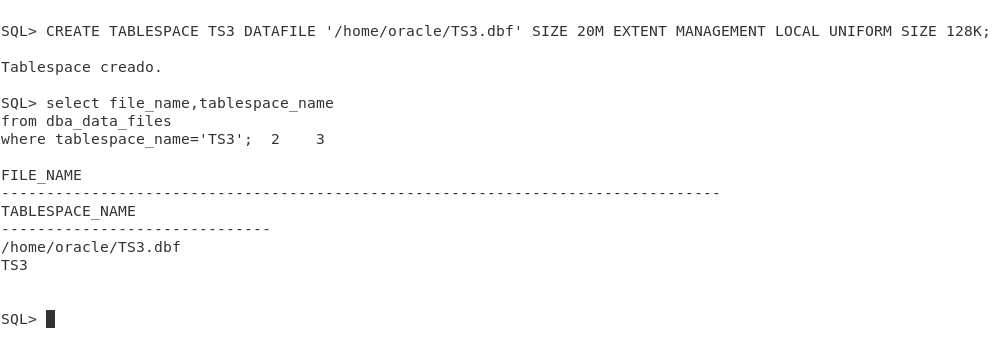 SQL> CREATE TABLESPACE TS3 DATAFILE '/home/oracle/TS3.dbf' SIZE 20M EXTENT MANAGEMENT LOCAL UNIFORM SIZE 128K;
Tablespace creado.
SQL> select file_name,tablespace_name
from dba_data_files
where tablespace_name='TS3';  2    3
FILE_NAME
--------------------------------------------------------------------------------
TABLESPACE_NAME
------------------------------
/home/oracle/TS3.dbf
TS3
SQL>